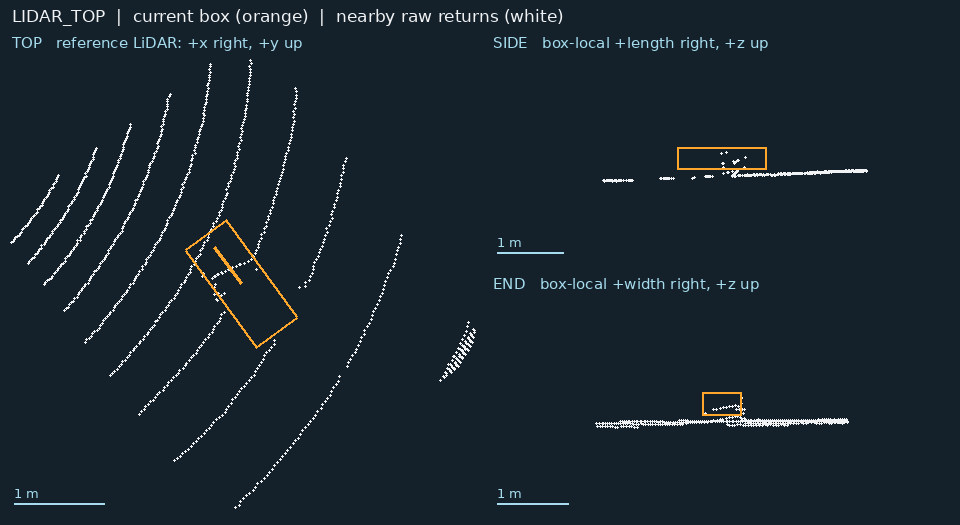 LIDAR_TOP | current box (orange) | nearby raw returns (white)
TOP reference LiDAR: +x right, +y up
SIDE box-local +length right, +z up
1 m
END box-local +width right, +z up
1 m
1 m